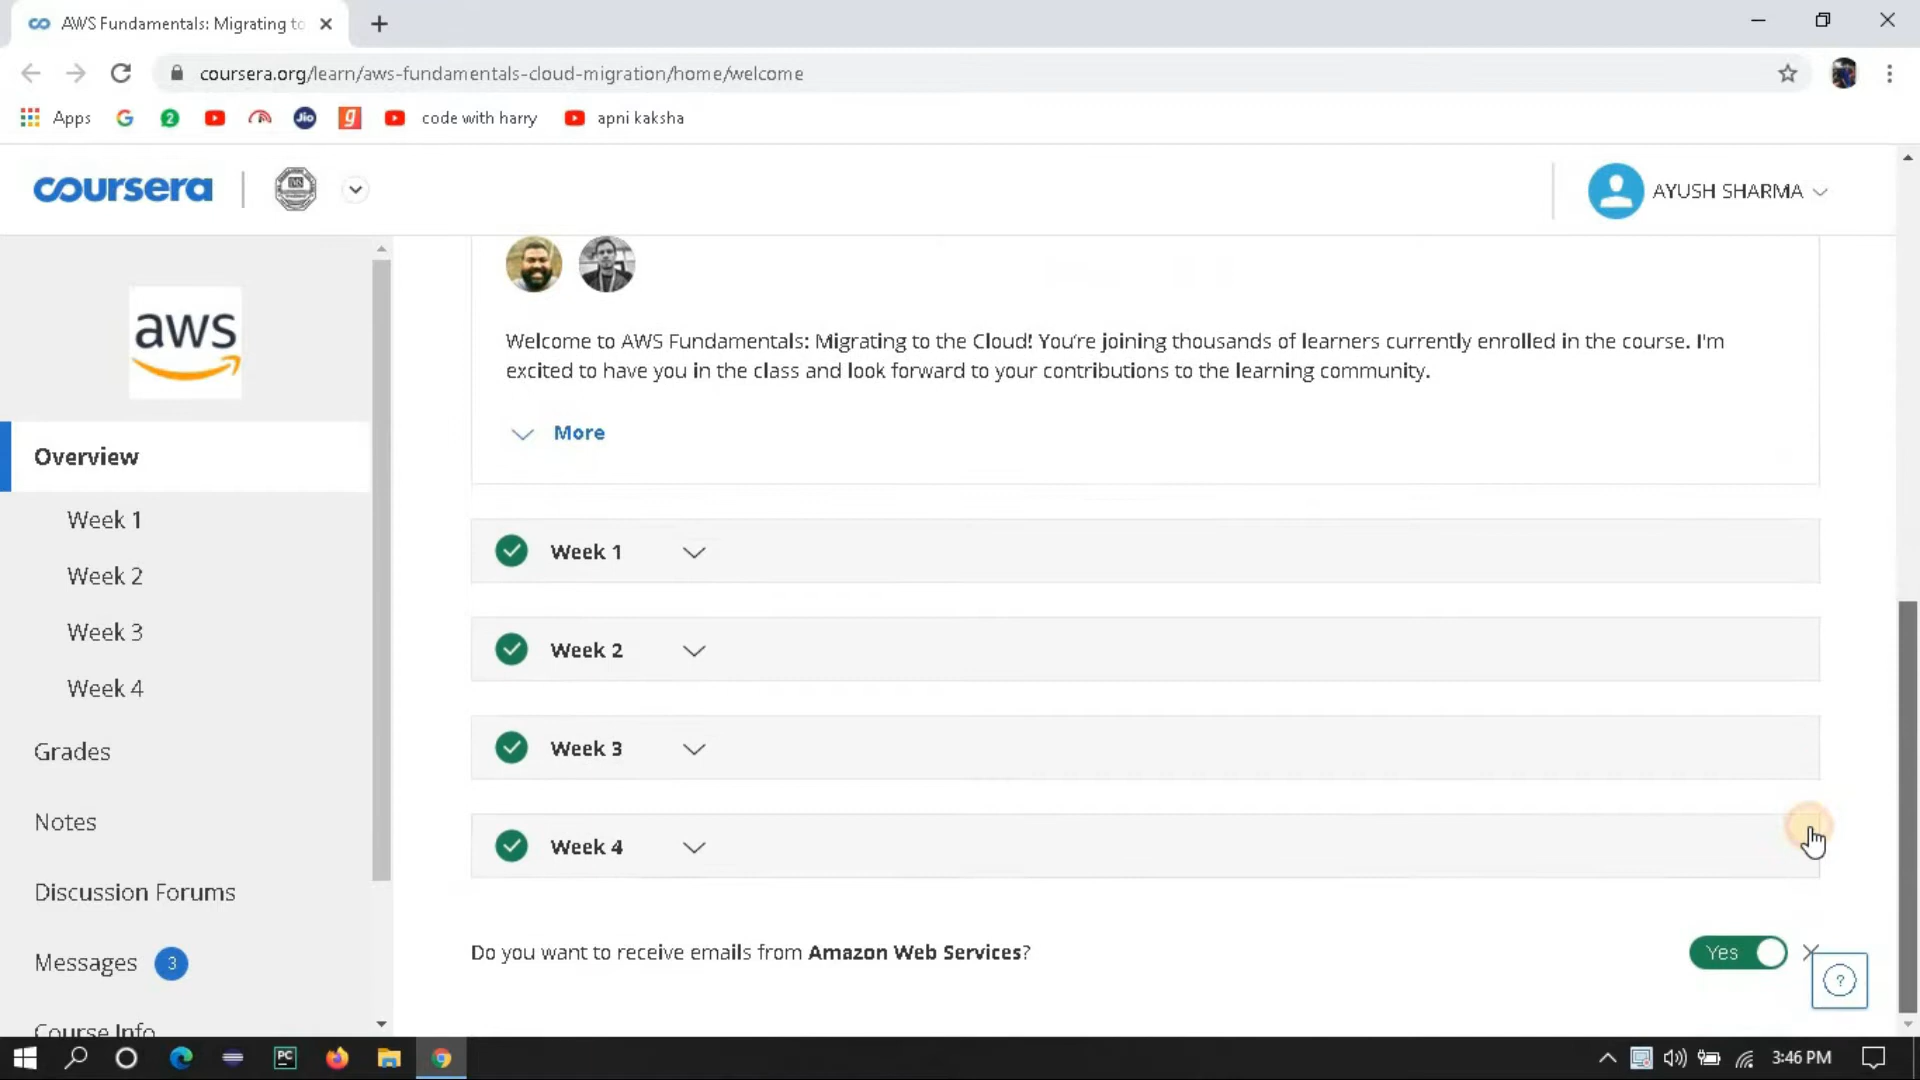 AWS Fundamentals: Migrating to
coursera.org/learn/aws-fundamentals-cloud-migration/home/welcome
Apps
G
2
Jio
g
code with harry
apni kaksha
coursera
AYUSH SHARMA
aws
Welcome to AWS Fundamentals: Migrating to the Cloud! You're joining thousands of learners currently enrolled in the course. I'm
excited to have you in the class and look forward to your contributions to the learning community.
More
Overview
Week 1
Week 2
Week 3
Week 4
Grades
Notes
Discussion Forums
Messages 3
Course Info
Week 1
Week 2
Week 3
Week 4
Do you want to receive emails from Amazon Web Services?
Yes
?
PC
3:46 PM